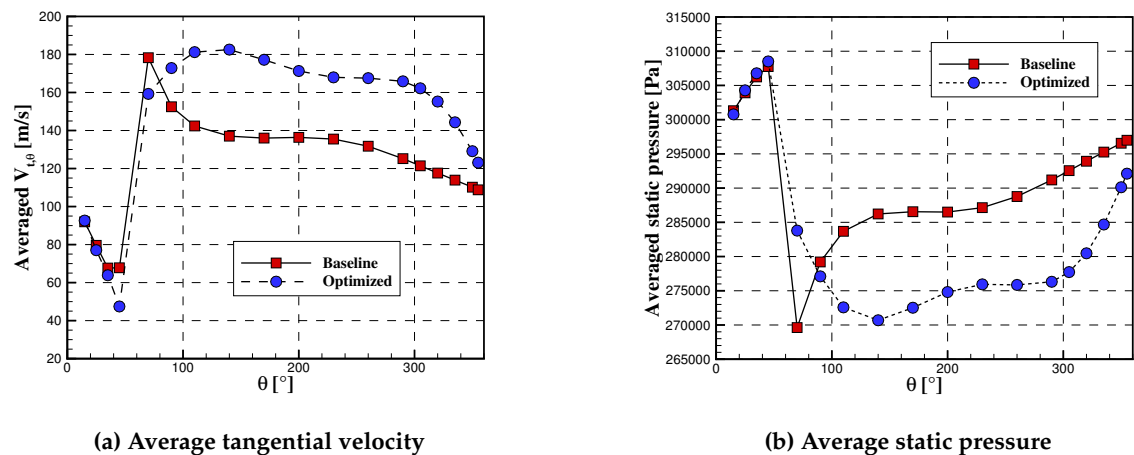 200
180
160
140
120
100
80
60
40
20
Averaged V_t,θ [m/s]
Baseline
Optimized
0
100
200
300
θ [°]
(a) Average tangential velocity
315000
310000
305000
300000
295000
290000
285000
280000
275000
270000
265000
Averaged static pressure [Pa]
Baseline
Optimized
0
100
200
300
θ [°]
(b) Average static pressure